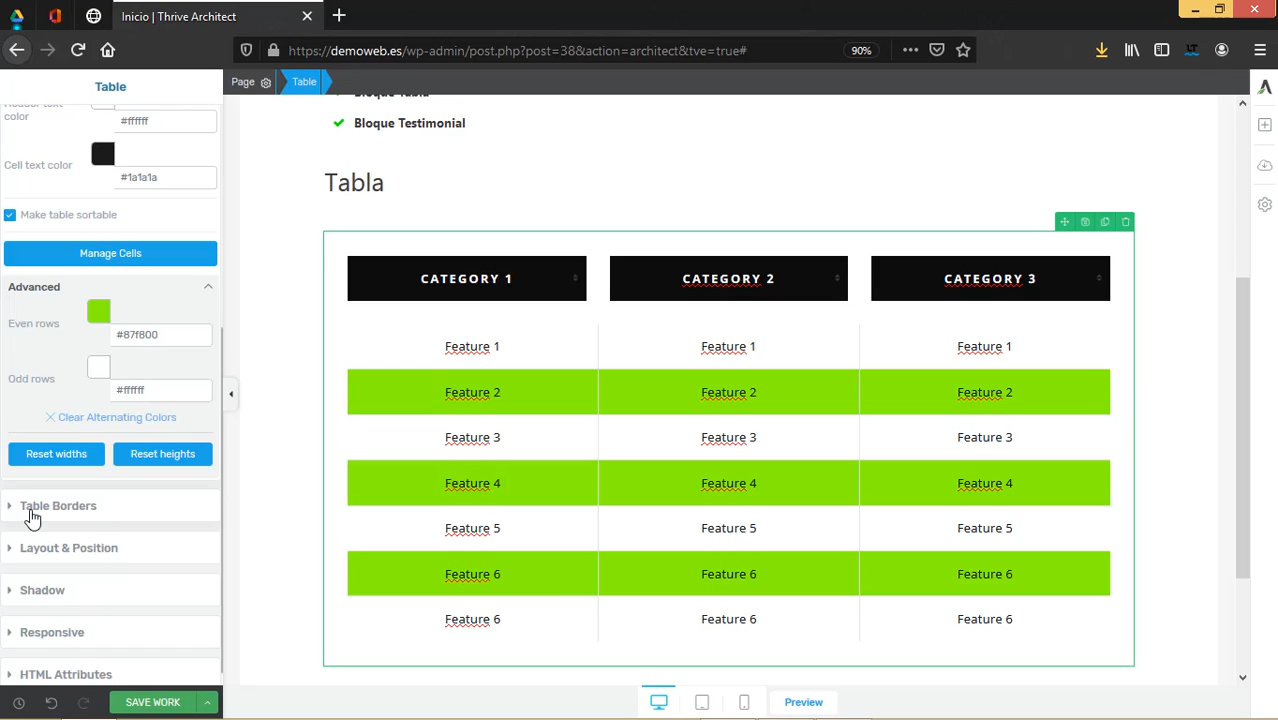 Inicio | Thrive Architect
https://demoweb.es/wp-admin/post.php?post=38&action=architect&tve=true#
90%
Table
Page
Table
Header text
color
#ffffff
Cell text color
#1a1a1a
Make table sortable
Manage Cells
Advanced
Even rows
#87f800
Odd rows
#ffffff
Clear Alternating Colors
Reset widths
Reset heights
Table Borders
Layout & Position
Shadow
Responsive
HTML Attributes
SAVE WORK
Bloque Tabla
Bloque Testimonial
Tabla
CATEGORY 1 CATEGORY 2 CATEGORY 3
Feature 1 Feature 1 Feature 1
Feature 2 Feature 2 Feature 2
Feature 3 Feature 3 Feature 3
Feature 4 Feature 4 Feature 4
Feature 5 Feature 5 Feature 5
Feature 6 Feature 6 Feature 6
Feature 6 Feature 6 Feature 6
Preview